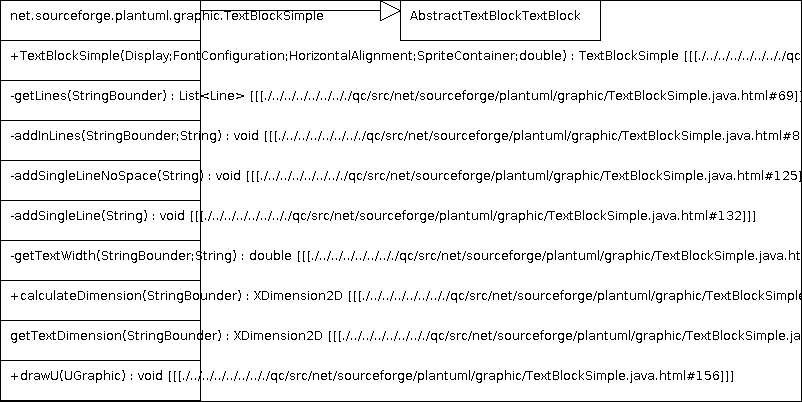 net.sourceforge.plantuml.graphic.TextBlockSimple
AbstractTextBlockTextBlock
+TextBlockSimple(Display;FontConfiguration;HorizontalAlignment;SpriteContainer;double) : TextBlockSimple [[[./../../../../../././qc
-getLines(StringBounder) : List<Line> [[[./../../../../../././qc/src/net/sourceforge/plantuml/graphic/TextBlockSimple.java.html#69]]
-addInLines(StringBounder;String) : void [[[./../../../../../././qc/src/net/sourceforge/plantuml/graphic/TextBlockSimple.java.html#8
-addSingleLineNoSpace(String) : void [[[./../../../../../././qc/src/net/sourceforge/plantuml/graphic/TextBlockSimple.java.html#125]
-addSingleLine(String) : void [[[./../../../../../././qc/src/net/sourceforge/plantuml/graphic/TextBlockSimple.java.html#132]]]
-getTextWidth(StringBounder;String) : double [[[./../../../../../././qc/src/net/sourceforge/plantuml/graphic/TextBlockSimple.java.ht
+calculateDimension(StringBounder) : XDimension2D [[[./../../../../../././qc/src/net/sourceforge/plantuml/graphic/TextBlockSimple
getTextDimension(StringBounder) : XDimension2D [[[./../../../../../././qc/src/net/sourceforge/plantuml/graphic/TextBlockSimple.ja
+drawU(UGraphic) : void [[[./../../../../../././qc/src/net/sourceforge/plantuml/graphic/TextBlockSimple.java.html#156]]]